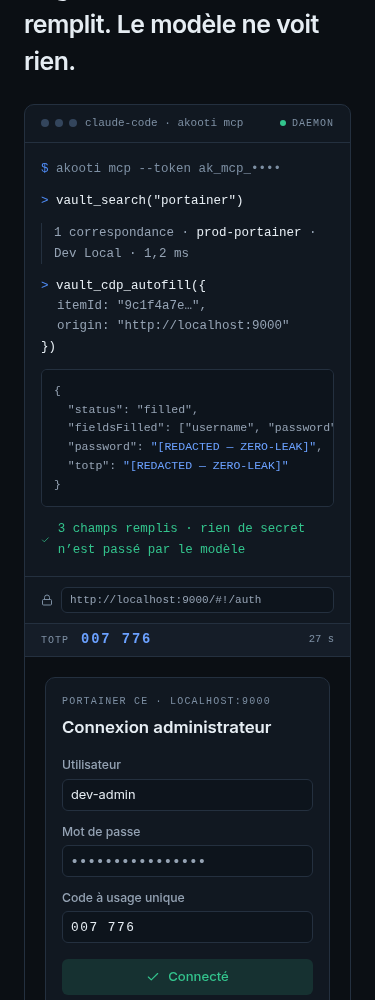 remplit. Le modèle ne voit
rien.
claude-code · akooti mcp
DAEMON
$ akooti mcp --token ak_mcp_••••
> vault_search("portainer")
1 correspondance · prod-portainer ·
Dev Local · 1,2 ms
> vault_cdp_autofill({
itemId: "9c1f4a7e…",
origin: "http://localhost:9000"
})
{
"status": "filled",
"fieldsFilled": ["username", "password"
"password": "[REDACTED — ZERO-LEAK]",
"totp": "[REDACTED — ZERO-LEAK]"
}
3 champs remplis · rien de secret
n’est passé par le modèle
http://localhost:9000/#!/auth
TOTP 007 776
27 s
PORTAINER CE · LOCALHOST:9000
Connexion administrateur
Utilisateur
dev-admin
Mot de passe
••••••••••••••••
Code à usage unique
007 776
Connecté